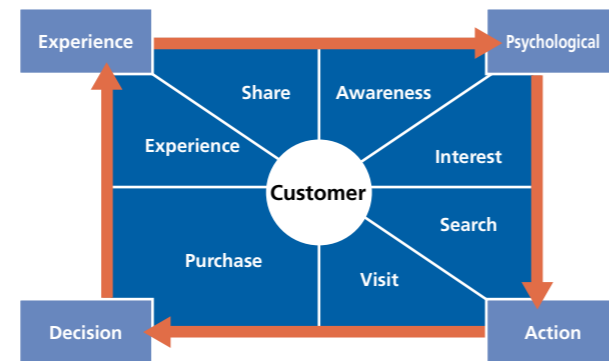 Experience
Psychological
Share
Awareness
Experience
Interest
Customer
Search
Purchase
Visit
Decision
Action